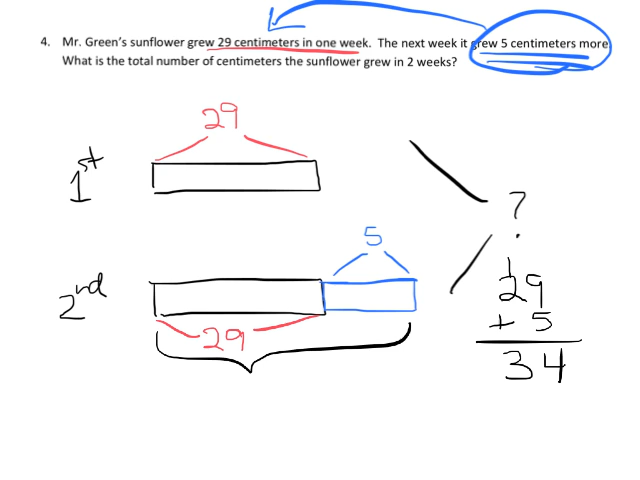 4. Mr. Green's sunflower grew 29 centimeters in one week. The next week it grew 5 centimeters more.
What is the total number of centimeters the sunflower grew in 2 weeks?
29
1st
?
5
2nd
29
1
29
+ 5
34